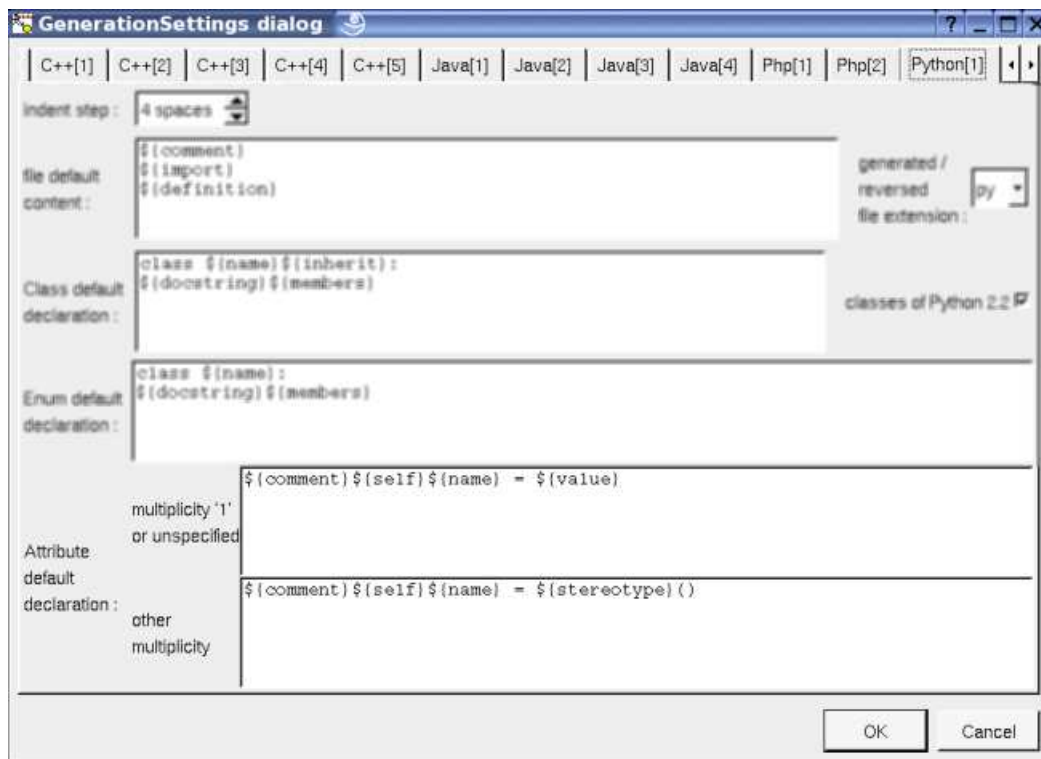 GenerationSettings dialog
C++[1] C++[2] C++[3] C++[4] C++[5] Java[1] Java[2] Java[3] Java[4] Php[1] Php[2] Python[1]
indent step : 4 spaces
file default
content :
${comment}
${import}
${definition}
generated /
reversed
file extension :
py
Class default
declaration :
class ${name}${inherit}:
${docstring}${members}
classes of Python 2.2
Enum default
declaration :
class ${name}:
${docstring}${members}
Attribute
default
declaration :
multiplicity '1'
or unspecified
${comment}${self}${name} = ${value}
other
multiplicity
${comment}${self}${name} = ${stereotype}()
OK Cancel